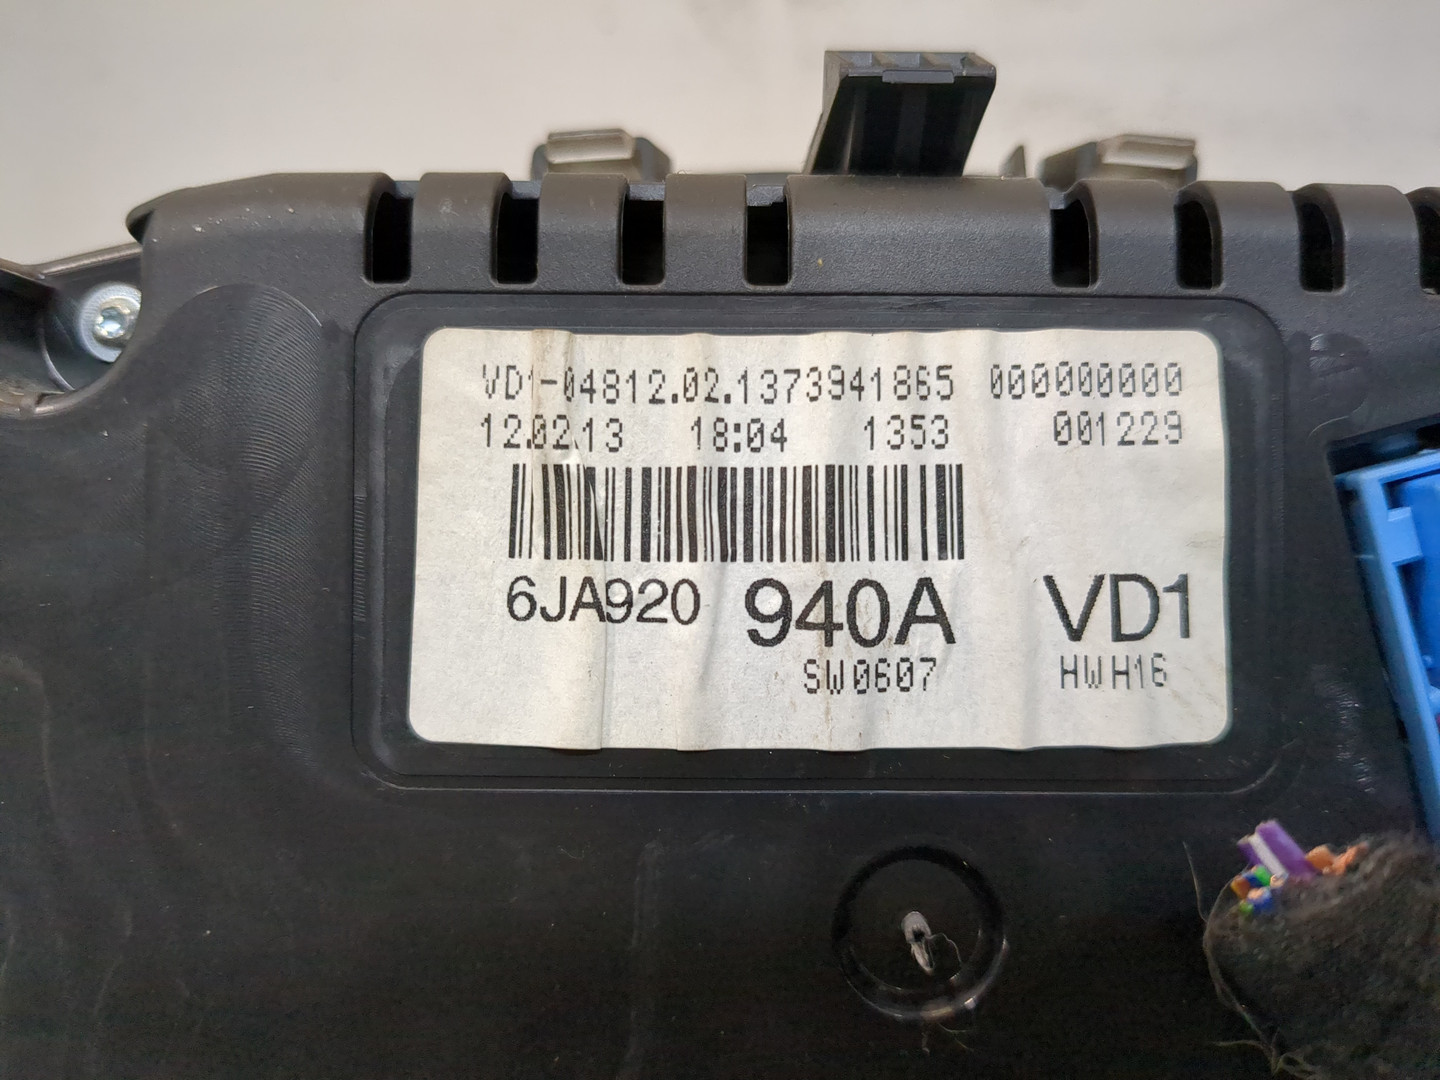 VD1-04812.02.1373941865 000000000
12.02.13 18:04 1353 001229
6JA920 940A VD1
SW0607 HWH16